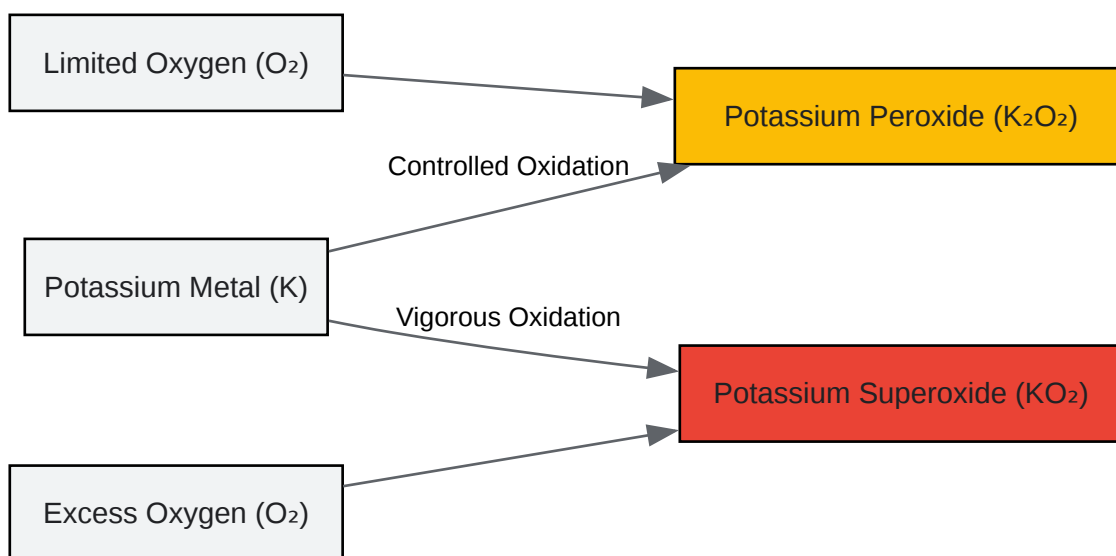 Limited Oxygen (O₂)
Potassium Peroxide (K₂O₂)
Controlled Oxidation
Potassium Metal (K)
Vigorous Oxidation
Potassium Superoxide (KO₂)
Excess Oxygen (O₂)